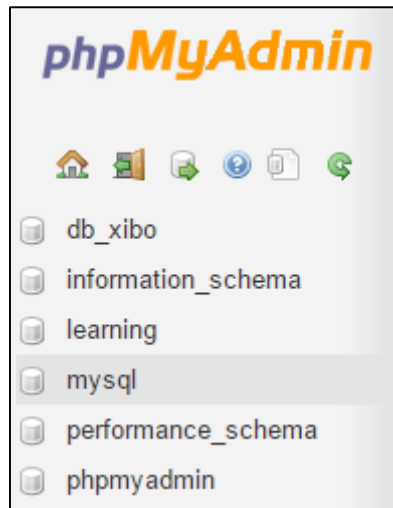 phpMyAdmin
db_xibo
information_schema
learning
mysql
performance_schema
phpmyadmin